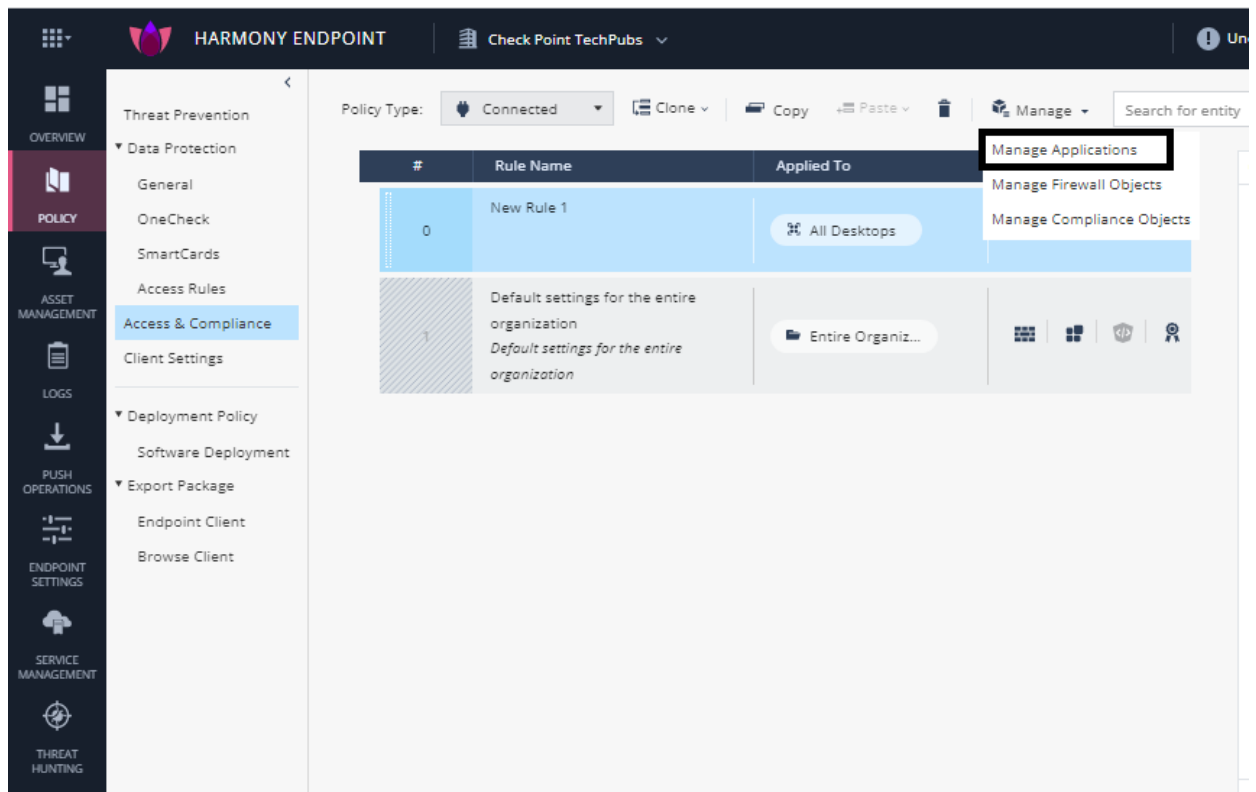 HARMONY ENDPOINT
Check Point TechPubs
OVERVIEW
POLICY
ASSET
MANAGEMENT
LOGS
PUSH
OPERATIONS
ENDPOINT
SETTINGS
SERVICE
MANAGEMENT
THREAT
HUNTING
Threat Prevention
Data Protection
General
OneCheck
SmartCards
Access Rules
Access & Compliance
Client Settings
Deployment Policy
Software Deployment
Export Package
Endpoint Client
Browse Client
Policy Type: Connected Clone Copy Paste Manage Search for entity
Manage Applications
Manage Firewall Objects
Manage Compliance Objects
# Rule Name Applied To
0 New Rule 1 All Desktops
1 Default settings for the entire
organization
Default settings for the entire
organization
Entire Organiz...